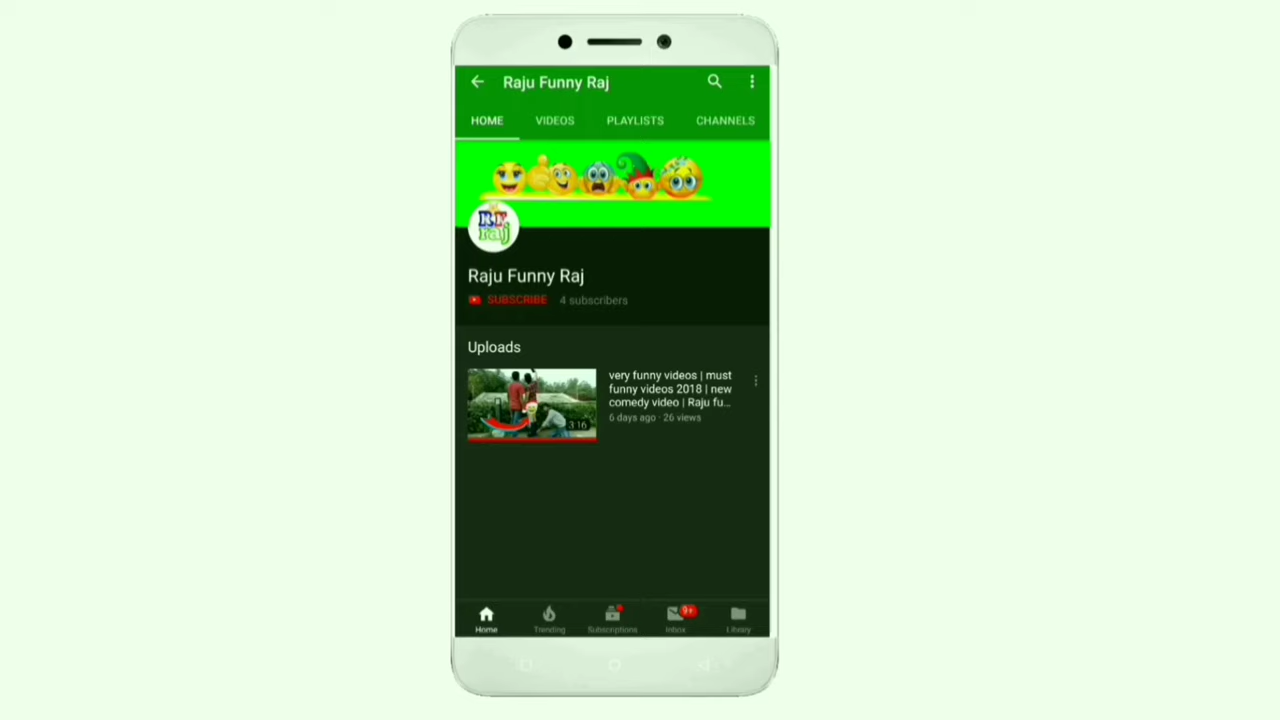 Raju Funny Raj
HOME VIDEOS PLAYLISTS CHANNELS
raj
Raju Funny Raj
SUBSCRIBE 4 subscribers
Uploads
very funny videos | must
funny videos 2018 | new
comedy video | Raju fu...
6 days ago · 26 views
3:16
9+
Home Trending Subscriptions Inbox Library